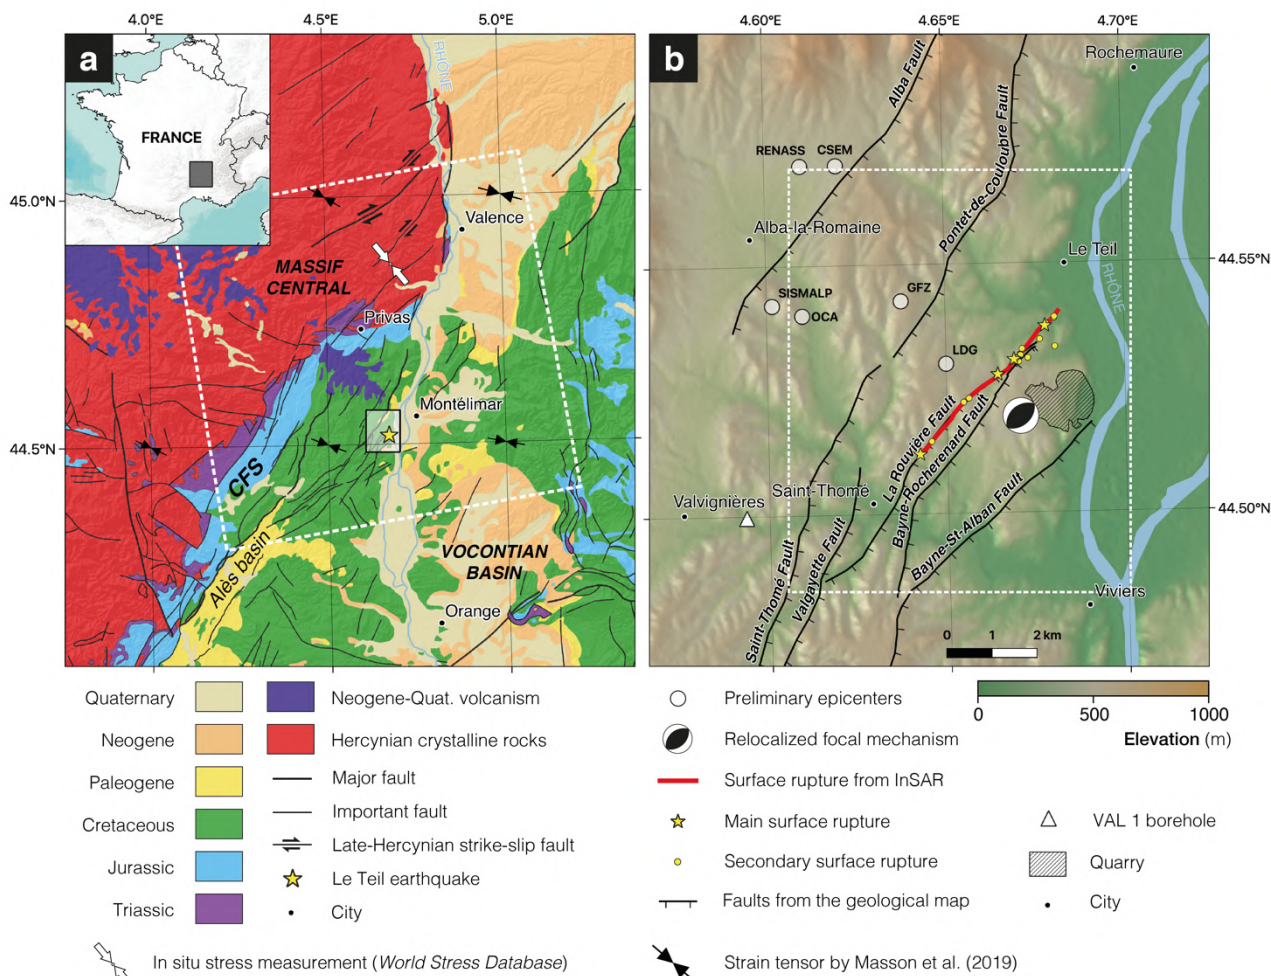 4.0°E
4.5°E
5.0°E
a
FRANCE
RHÔNE
45.0°N
Valence
MASSIF
CENTRAL
Privas
Montélimar
44.5°N
CFS
Alès basin
VOCONTIAN
BASIN
Orange
4.60°E
4.65°E
4.70°E
b
Rochemaure
Alba Fault
Pontet-de-Couloubre Fault
RENASS
CSEM
Alba-la-Romaine
Le Teil
44.55°N
RHÔNE
SISMALP
OCA
GFZ
LDG
La Rouvière Fault
Bayne-Rocherenard Fault
Bayne-St-Alban Fault
Saint-Thomé
Valvignières
44.50°N
Saint-Thomé Fault
Valgayette Fault
Viviers
0 1 2 km
Quaternary
Neogene
Paleogene
Cretaceous
Jurassic
Triassic
Neogene-Quat. volcanism
Hercynian crystalline rocks
Major fault
Important fault
Late-Hercynian strike-slip fault
Le Teil earthquake
City
In situ stress measurement (World Stress Database)
Preliminary epicenters
Relocalized focal mechanism
Surface rupture from InSAR
Main surface rupture
Secondary surface rupture
Faults from the geological map
Strain tensor by Masson et al. (2019)
0 500 1000
Elevation (m)
VAL 1 borehole
Quarry
City